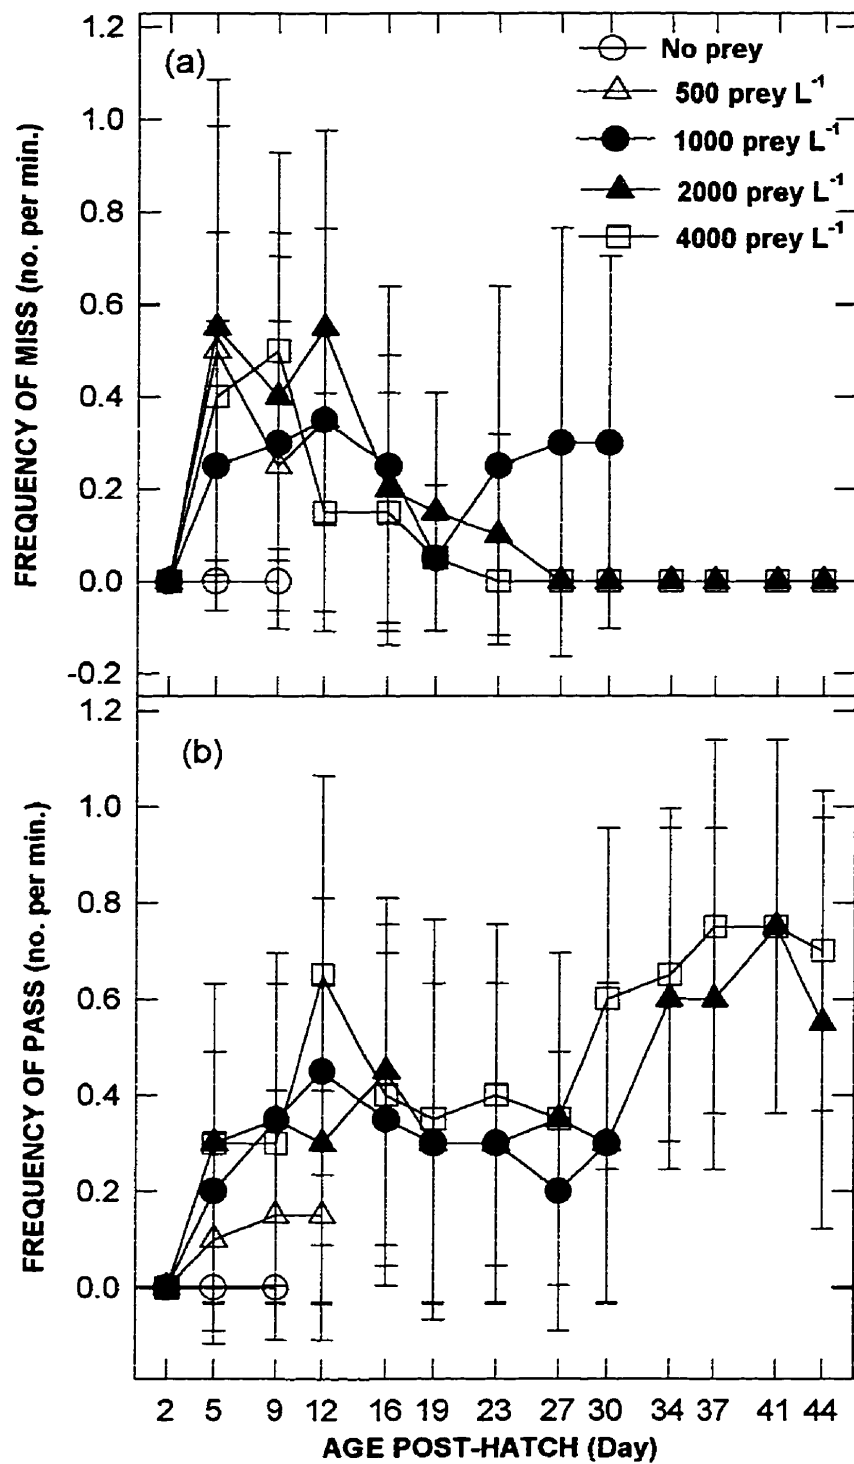 1.2
(a)
No prey
500 prey L⁻¹
1000 prey L⁻¹
2000 prey L⁻¹
4000 prey L⁻¹
1.0
0.8
0.6
0.4
0.2
0.0
-0.2
FREQUENCY OF MISS (no. per min.)
1.2
(b)
1.0
0.8
0.6
0.4
0.2
0.0
FREQUENCY OF PASS (no. per min.)
2 5 9 12 16 19 23 27 30 34 37 41 44
AGE POST-HATCH (Day)